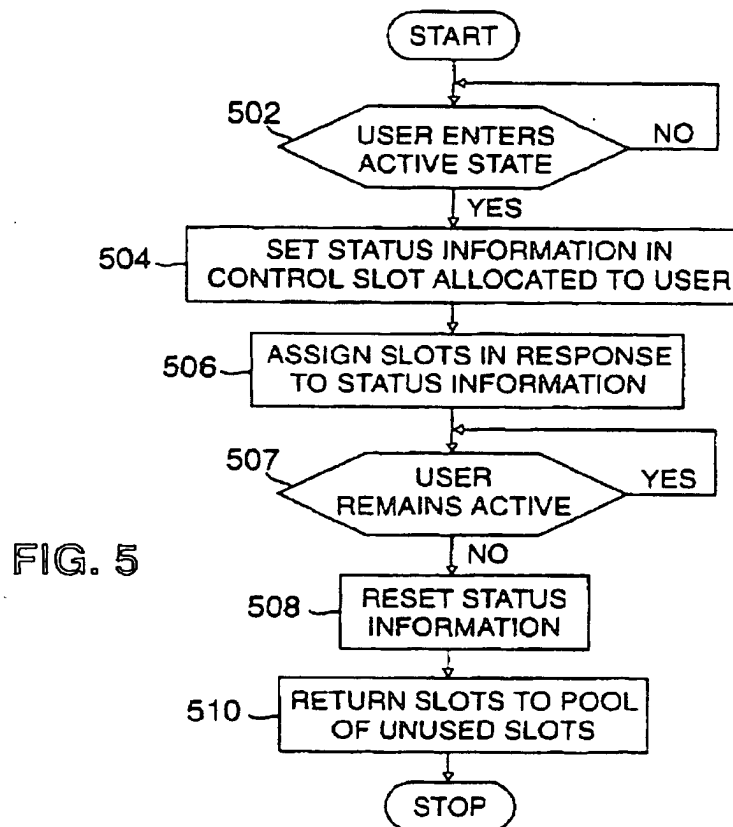 START
502
USER ENTERS
ACTIVE STATE
NO
YES
504
SET STATUS INFORMATION IN
CONTROL SLOT ALLOCATED TO USER
506
ASSIGN SLOTS IN RESPONSE
TO STATUS INFORMATION
507
USER
REMAINS ACTIVE
YES
NO
FIG. 5
508
RESET STATUS
INFORMATION
510
RETURN SLOTS TO POOL
OF UNUSED SLOTS
STOP